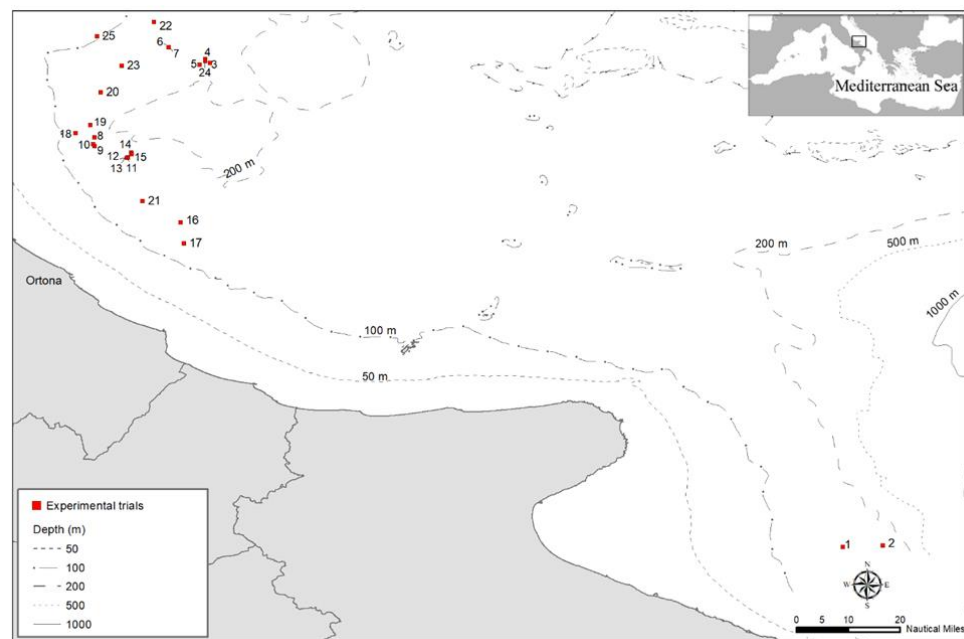 22
25
6
7
4
5
3
24
23
20
19
18
8
10
9
14
12
15
13
11
21
16
17
200 m
Mediterranean Sea
200 m
500 m
1000 m
Ortona
100 m
50 m
1
2
N
W
E
S
Experimental trials
Depth (m)
50
100
200
500
1000
0 5 10 20
Nautical Miles